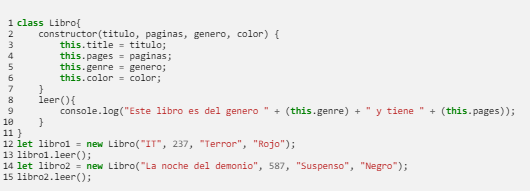 1 class Libro{
2     constructor(titulo, paginas, genero, color) {
3         this.title = titulo;
4         this.pages = paginas;
5         this.genre = genero;
6         this.color = color;
7     }
8     leer(){
9         console.log("Este libro es del genero " + (this.genre) + " y tiene " + (this.pages));
10     }
11 }
12 let libro1 = new Libro("IT", 237, "Terror", "Rojo");
13 libro1.leer();
14 let libro2 = new Libro("La noche del demonio", 587, "Suspenso", "Negro");
15 libro2.leer();